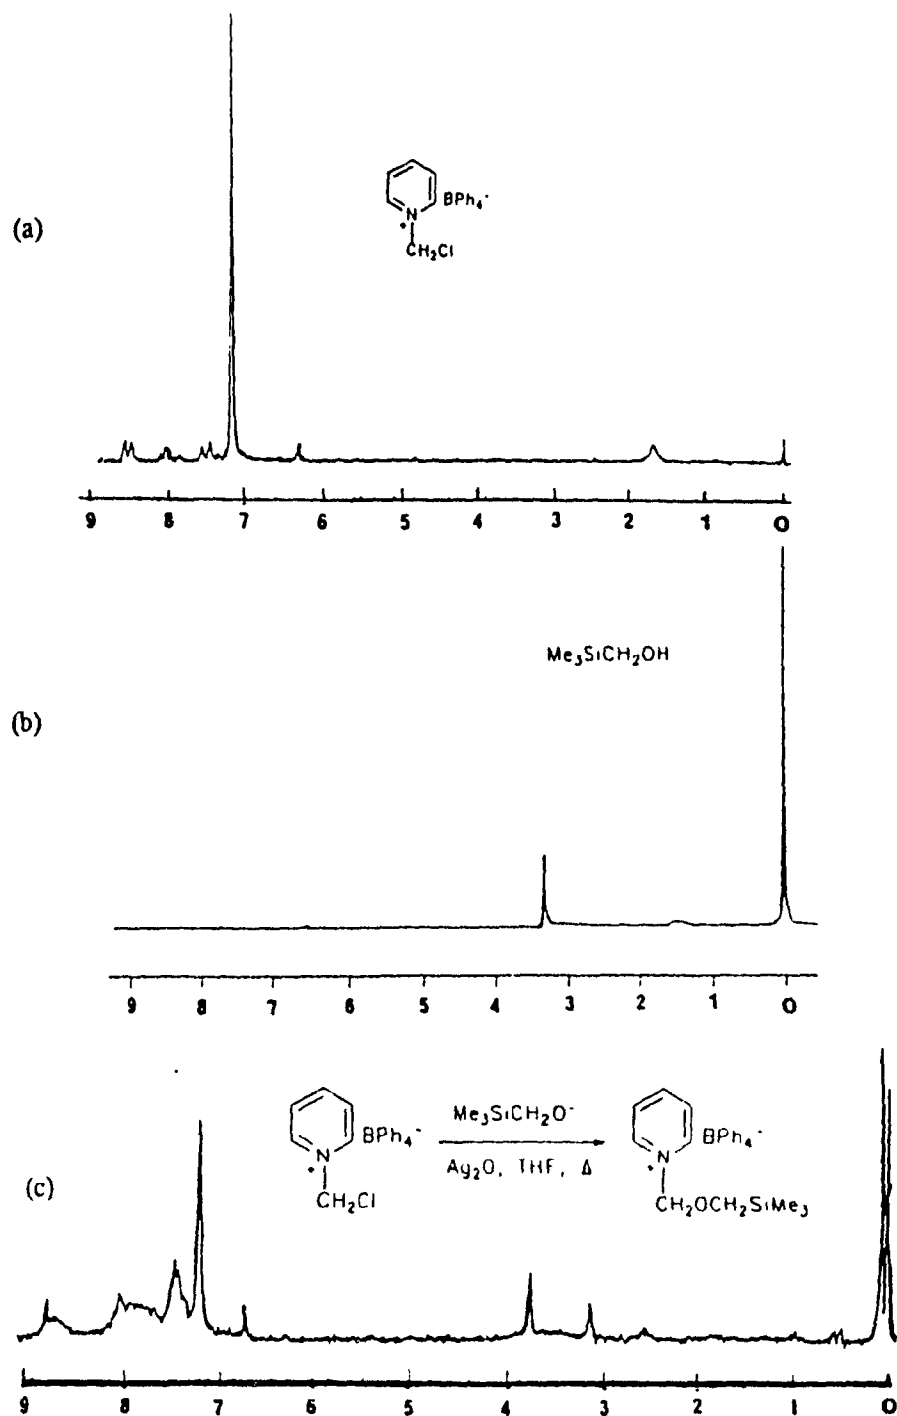 (a)
BPh4-
N
+
CH2Cl
9 8 7 6 5 4 3 2 1 0
(b)
Me3SiCH2OH
9 8 7 6 5 4 3 2 1 0
(c)
BPh4-
N
+
CH2Cl
Me3SiCH2O-
Ag2O, THF, Δ
BPh4-
N
+
CH2OCH2SiMe3
9 8 7 6 5 4 3 2 1 0